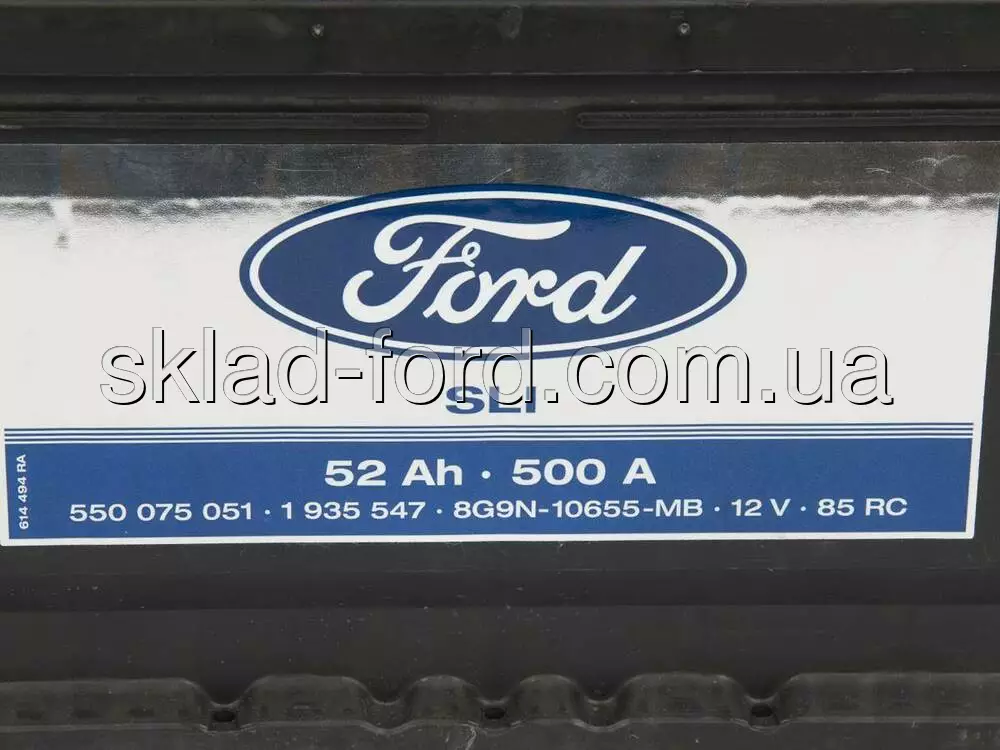 Ford
sklad-ford.com.ua
SLI
52 Ah · 500 A
550 075 051 · 1 935 547 · 8G9N-10655-MB · 12 V · 85 RC
614 494 RA